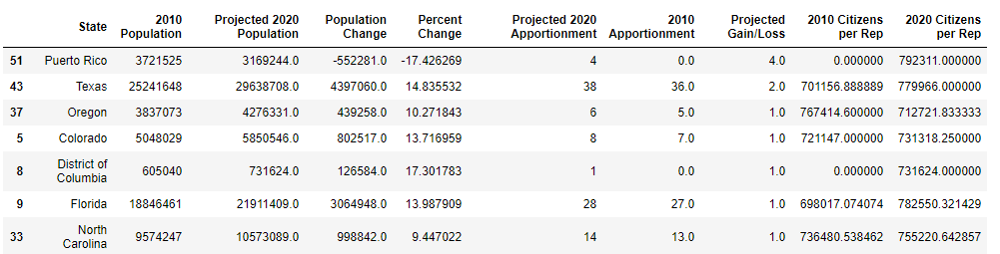 State 2010 Population Projected 2020 Population Population Change Percent Change Projected 2020 Apportionment 2010 Apportionment Projected Gain/Loss 2010 Citizens per Rep 2020 Citizens per Rep
51 Puerto Rico 3721525 3169244.0 -552281.0 -17.426269 4 0.0 4.0 0.000000 792311.000000
43 Texas 25241648 29638708.0 4397060.0 14.835532 38 36.0 2.0 701156.888889 779966.000000
37 Oregon 3837073 4276331.0 439258.0 10.271843 6 5.0 1.0 767414.600000 712721.833333
5 Colorado 5048029 5850546.0 802517.0 13.716959 8 7.0 1.0 721147.000000 731318.250000
8 District of Columbia 605040 731624.0 126584.0 17.301783 1 0.0 1.0 0.000000 731624.000000
9 Florida 18846461 21911409.0 3064948.0 13.987909 28 27.0 1.0 698017.074074 782550.321429
33 North Carolina 9574247 10573089.0 998842.0 9.447022 14 13.0 1.0 736480.538462 755220.642857